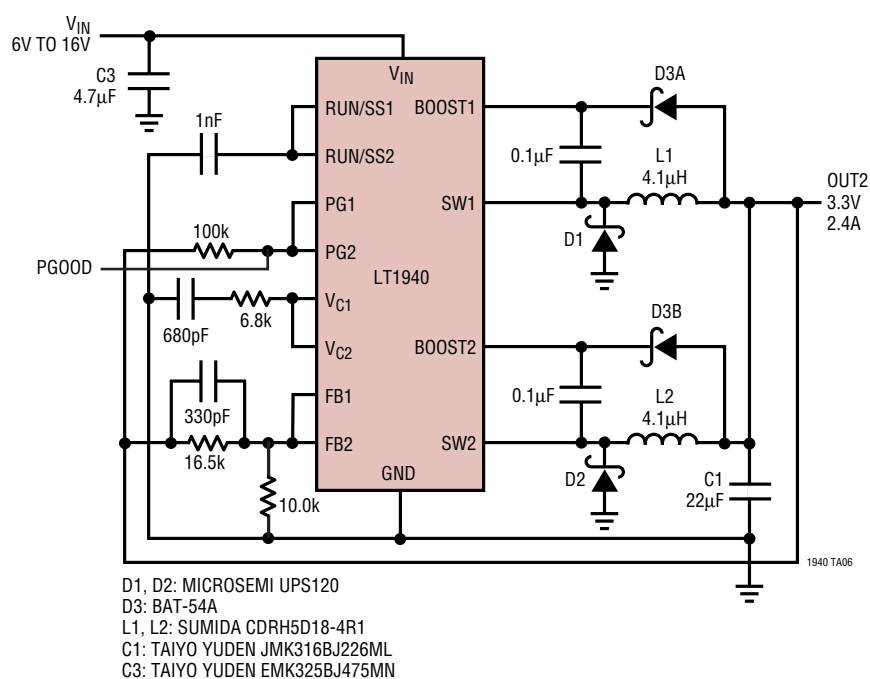 VIN
6V TO 16V
C3
4.7µF
1nF
100k
PGOOD
680pF
6.8k
330pF
16.5k
10.0k
VIN
RUN/SS1
BOOST1
RUN/SS2
PG1
SW1
PG2
LT1940
VC1
VC2
BOOST2
FB1
FB2
SW2
GND
D3A
0.1µF
L1
4.1µH
D1
OUT2
3.3V
2.4A
D3B
0.1µF
L2
4.1µH
D2
C1
22µF
1940 TA06
D1, D2: MICROSEMI UPS120
D3: BAT-54A
L1, L2: SUMIDA CDRH5D18-4R1
C1: TAIYO YUDEN JMK316BJ226ML
C3: TAIYO YUDEN EMK325BJ475MN